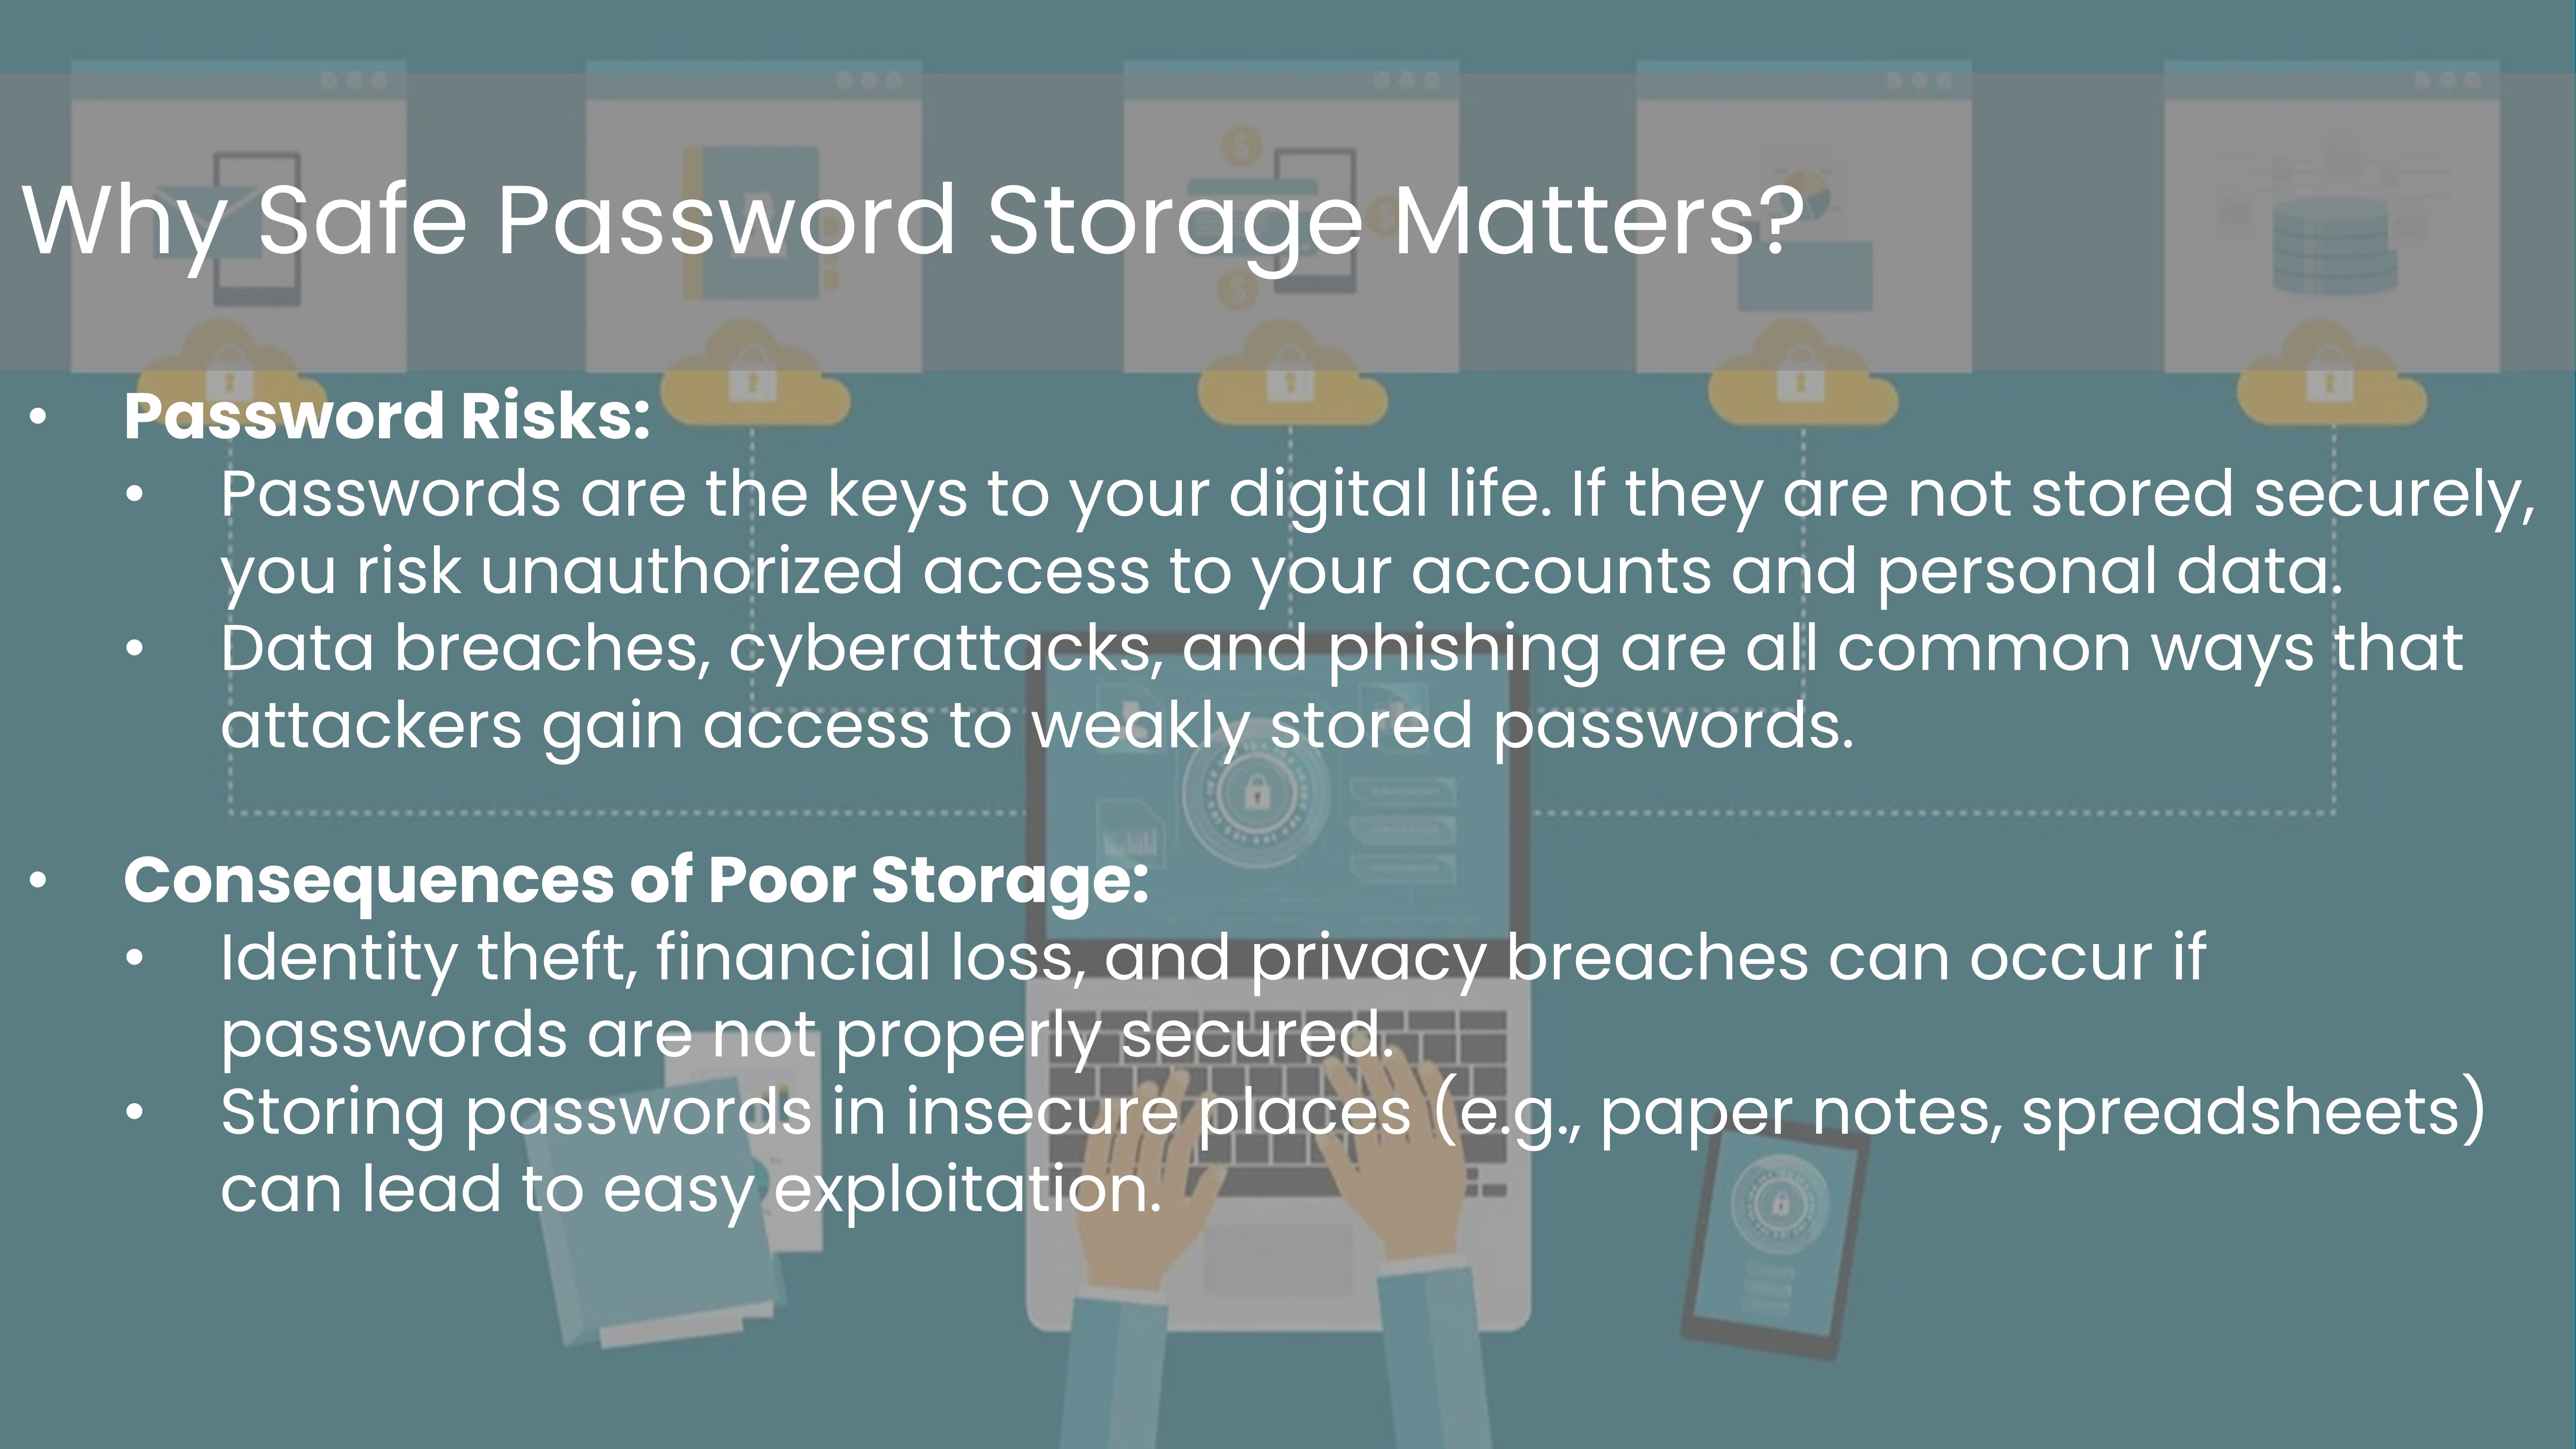 Why Safe Password Storage Matters?
• Password Risks:
• Passwords are the keys to your digital life. If they are not stored securely,
you risk unauthorized access to your accounts and personal data.
• Data breaches, cyberattacks, and phishing are all common ways that
attackers gain access to weakly stored passwords.
• Consequences of Poor Storage:
• Identity theft, financial loss, and privacy breaches can occur if
passwords are not properly secured.
• Storing passwords in insecure places (e.g., paper notes, spreadsheets)
can lead to easy exploitation.